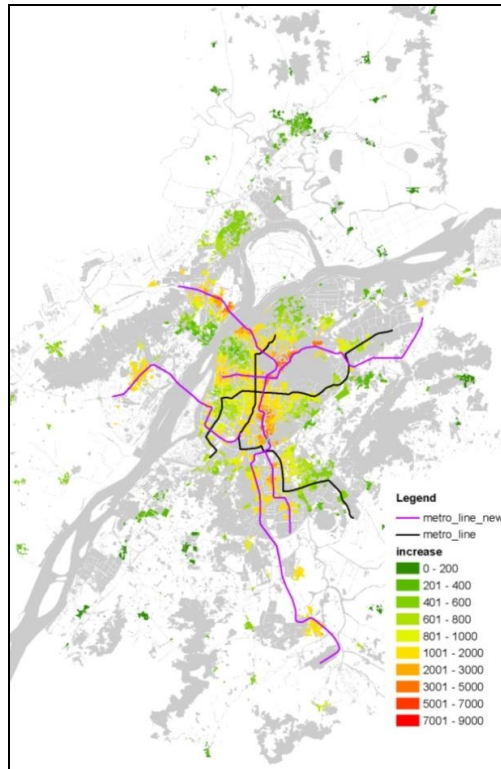 Legend
metro_line_new
metro_line
increase
0 - 200
201 - 400
401 - 600
601 - 800
801 - 1000
1001 - 2000
2001 - 3000
3001 - 5000
5001 - 7000
7001 - 9000